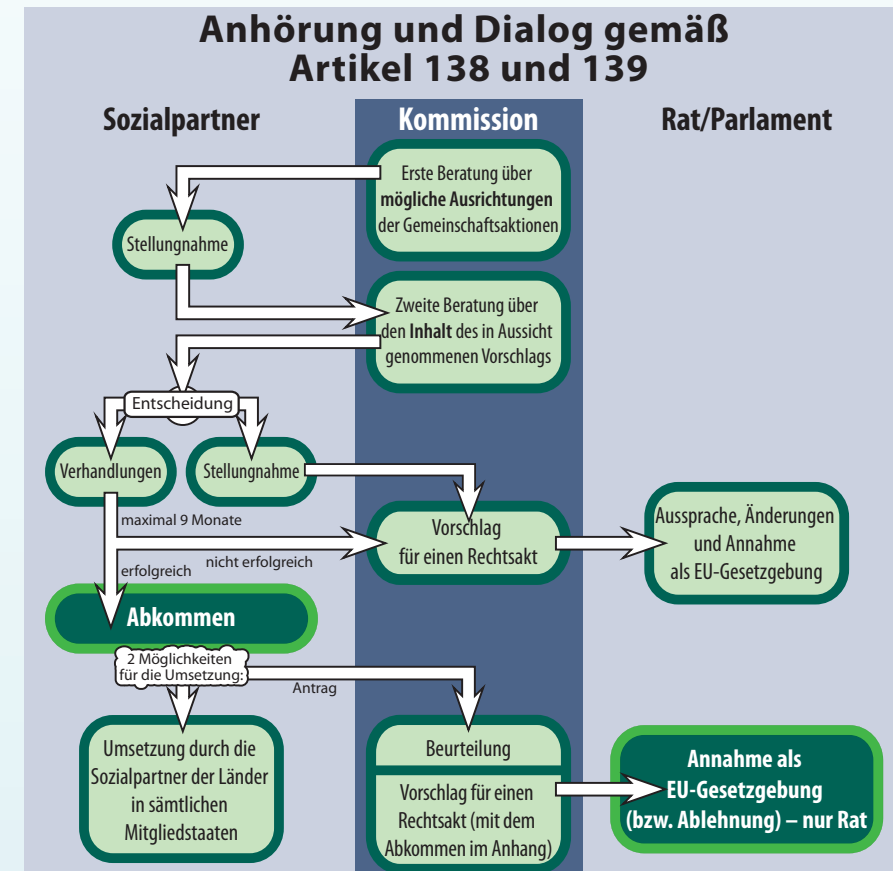 Anhörung und Dialog gemäß
Artikel 138 und 139
Sozialpartner
Kommission
Rat/Parlament
Erste Beratung über
mögliche Ausrichtungen
der Gemeinschaftsaktionen
Stellungnahme
Zweite Beratung über
den Inhalt des in Aussicht
genommenen Vorschlags
Entscheidung
Verhandlungen
Stellungnahme
maximal 9 Monate
nicht erfolgreich
erfolgreich
Vorschlag
für einen Rechtsakt
Aussprache, Änderungen
und Annahme
als EU-Gesetzgebung
Abkommen
2 Möglichkeiten
für die Umsetzung:
Antrag
Umsetzung durch die
Sozialpartner der Länder
in sämtlichen
Mitgliedstaaten
Beurteilung
Vorschlag für einen
Rechtsakt (mit dem
Abkommen im Anhang)
Annahme als
EU-Gesetzgebung
(bzw. Ablehnung) – nur Rat